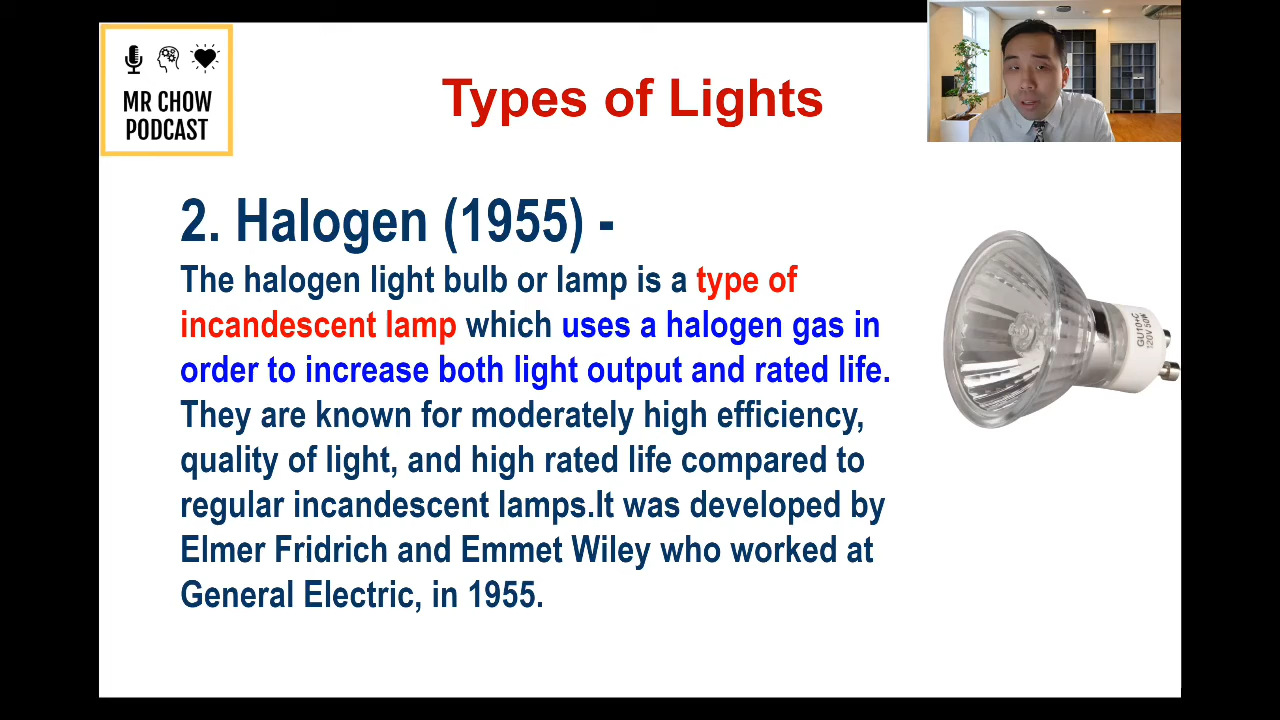 MR CHOW
PODCAST
Types of Lights
2. Halogen (1955) -
The halogen light bulb or lamp is a type of
incandescent lamp which uses a halogen gas in
order to increase both light output and rated life.
They are known for moderately high efficiency,
quality of light, and high rated life compared to
regular incandescent lamps.It was developed by
Elmer Fridrich and Emmet Wiley who worked at
General Electric, in 1955.
GU10+C
120V 50W